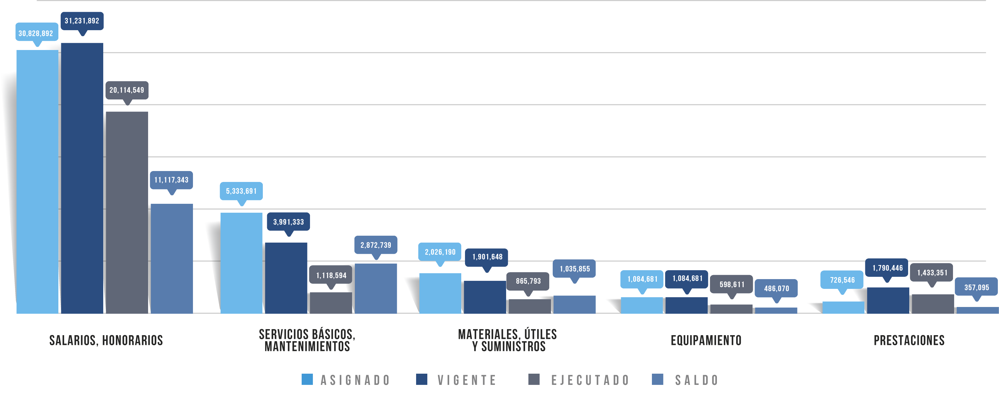 30,828,892
31,231,892
20,114,549
11,117,343
5,333,691
3,991,333
1,118,594
2,872,739
2,026,190
1,901,648
865,793
1,035,855
1,084,681
1,084,681
598,611
486,070
726,546
1,790,446
1,433,351
357,095
SALARIOS, HONORARIOS
SERVICIOS BÁSICOS,
MANTENIMIENTOS
MATERIALES, ÚTILES
Y SUMINISTROS
EQUIPAMIENTO
PRESTACIONES
ASIGNADO
VIGENTE
EJECUTADO
SALDO